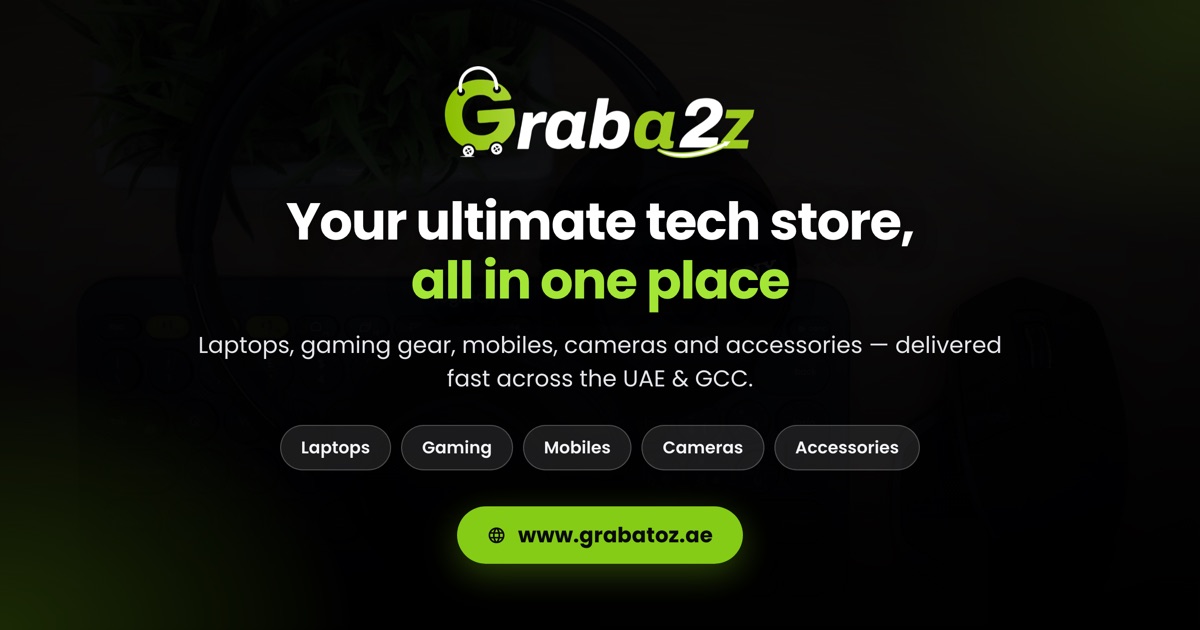 Graba2z
Your ultimate tech store,
all in one place
Laptops, gaming gear, mobiles, cameras and accessories — delivered
fast across the UAE & GCC.
Laptops
Gaming
Mobiles
Cameras
Accessories
www.grabatoz.ae